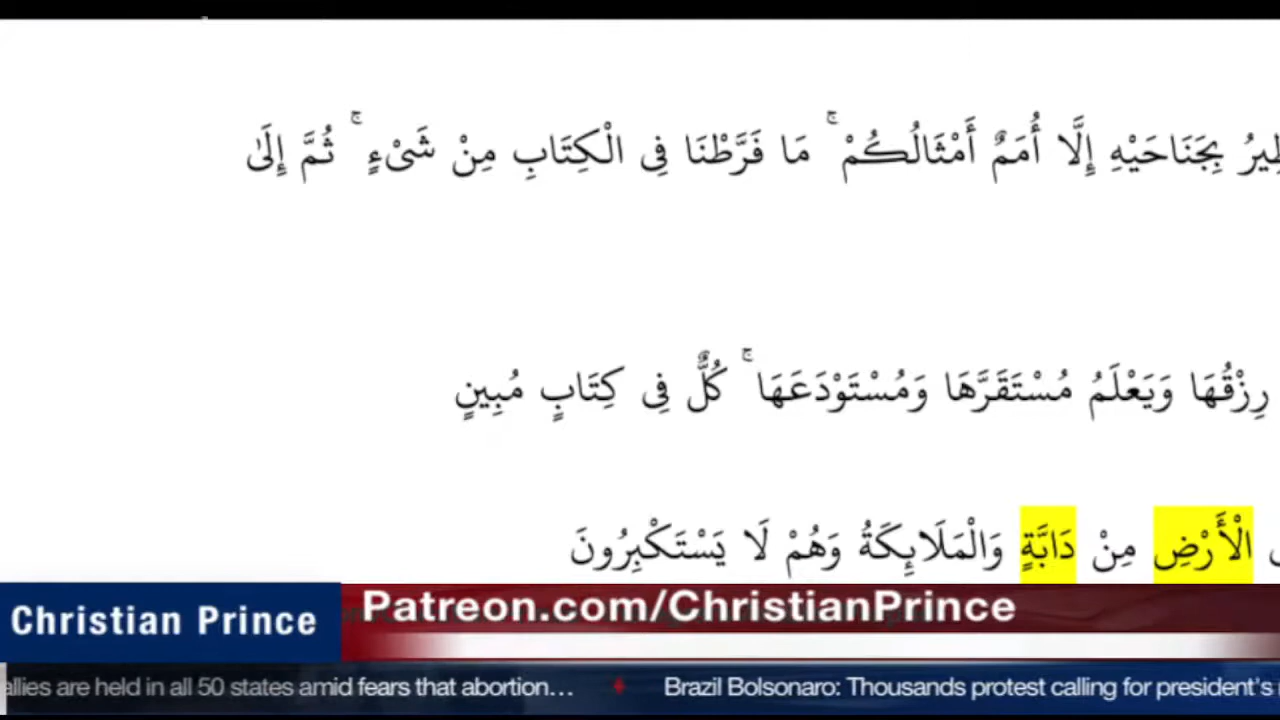 بِجَنَاحَيْهِ إِلَّا أُمَمٌ أَمْثَالُكُمْ ۚ مَا فَرَّطْنَا فِى الْكِتَابِ مِنْ شَىْءٍ ۚ ثُمَّ إِلَىٰ
رِزْقُهَا وَيَعْلَمُ مُسْتَقَرَّهَا وَمُسْتَوْدَعَهَا ۚ كُلٌّ فِى كِتَابٍ مُبِينٍ
الْأَرْضِ مِنْ دَابَّةٍ وَالْمَلَائِكَةُ وَهُمْ لَا يَسْتَكْبِرُونَ
Christian Prince
Patreon.com/ChristianPrince
allies are held in all 50 states amid fears that abortion... Brazil Bolsonaro: Thousands protest calling for president's